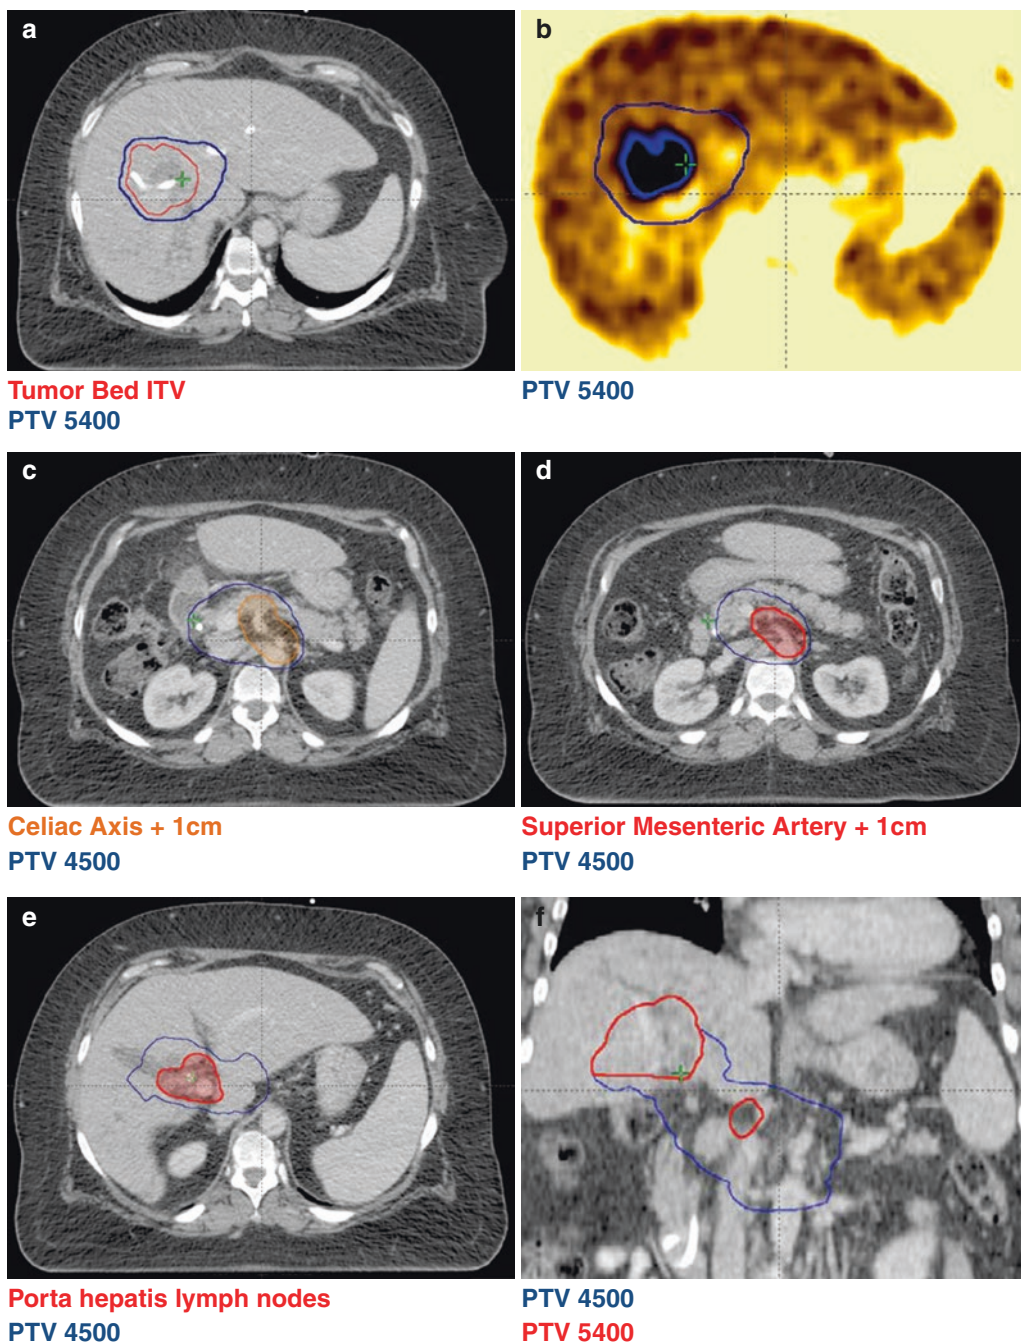 a
b
Tumor Bed ITV
PTV 5400
PTV 5400
c
d
Celiac Axis + 1cm
PTV 4500
Superior Mesenteric Artery + 1cm
PTV 4500
e
f
Porta hepatis lymph nodes
PTV 4500
PTV 4500
PTV 5400